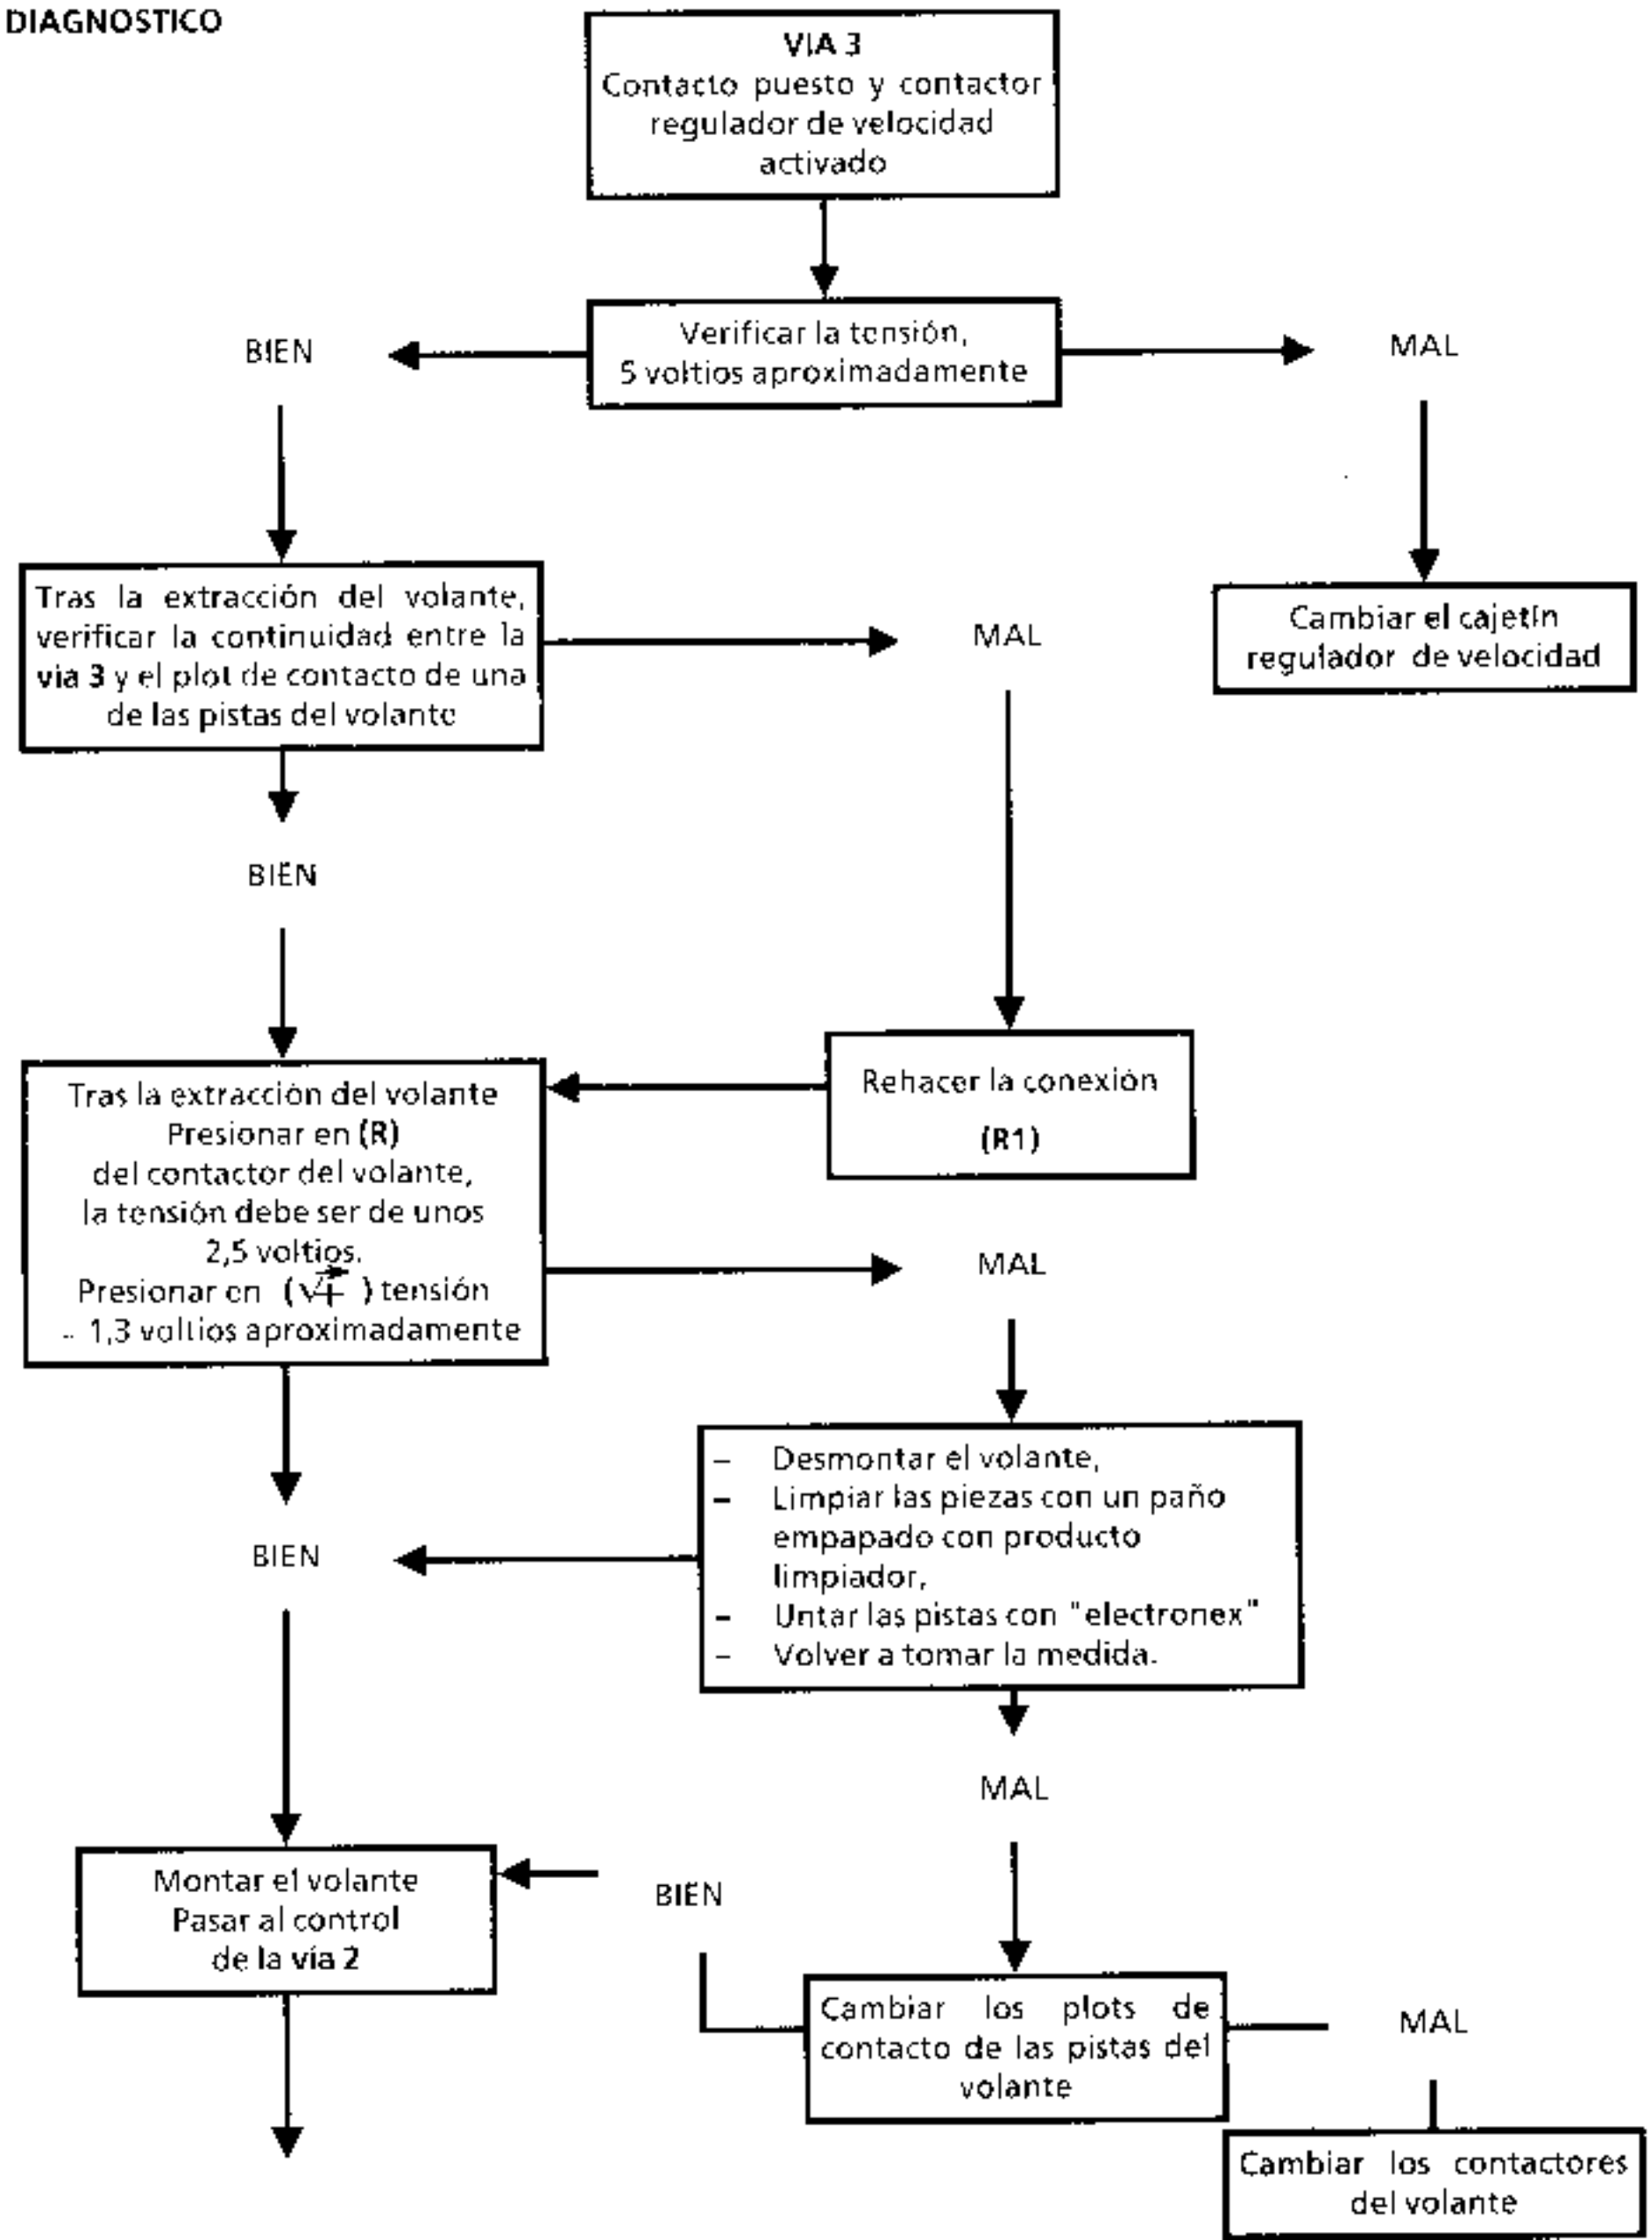 DIAGNOSTICO
VIA 3
Contacto puesto y contactor
regulador de velocidad
activado
Verificar la tensión,
5 voltios aproximadamente
BIEN
MAL
Tras la extracción del volante,
verificar la continuidad entre la
via 3 y el plot de contacto de una
de las pistas del volante
MAL
Cambiar el cajetín
regulador de velocidad
BIEN
Tras la extracción del volante
Presionar en (R)
del contactor del volante,
la tensión debe ser de unos
2,5 voltios.
Presionar en ( ) tensión
- 1,3 voltios aproximadamente
Rehacer la conexión
(R1)
MAL
BIEN
– Desmontar el volante,
– Limpiar las piezas con un paño
empapado con producto
limpiador,
– Untar las pistas con "electronex"
– Volver a tomar la medida.
MAL
Montar el volante
Pasar al control
de la vía 2
BIEN
Cambiar los plots de
contacto de las pistas del
volante
MAL
Cambiar los contactores
del volante